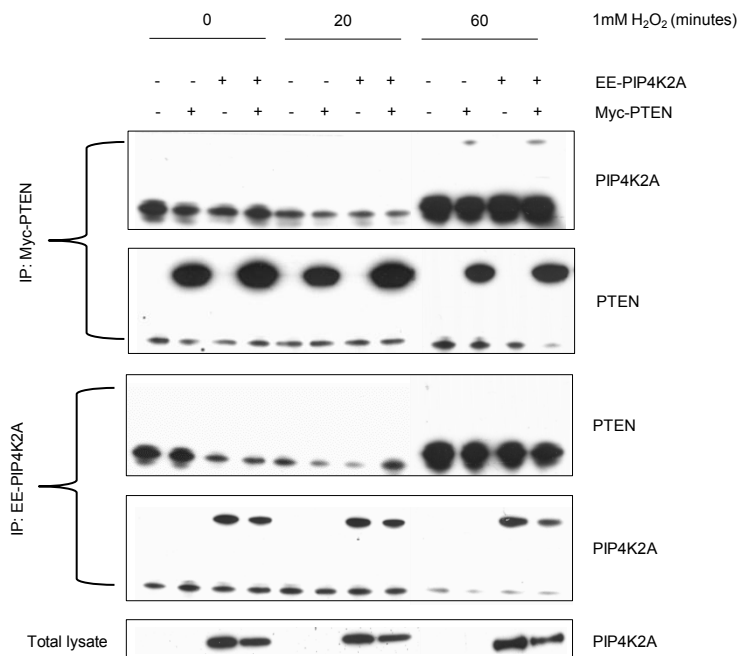 0 20 60 1mM H₂O₂ (minutes)
- - + + - - + + - - + + EE-PIP4K2A
- + - + - + - + - + - + Myc-PTEN
IP: Myc-PTEN
PIP4K2A
PTEN
IP: EE-PIP4K2A
PTEN
PIP4K2A
Total lysate PIP4K2A